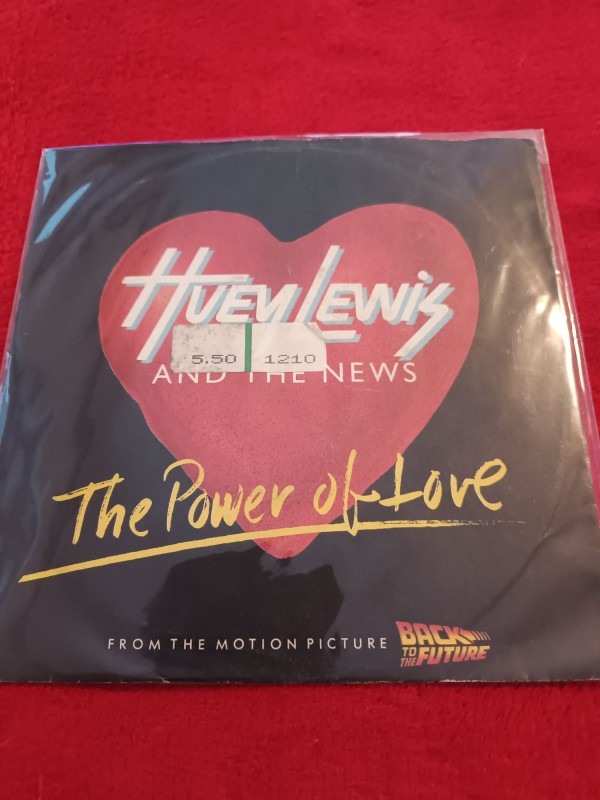 HUEY LEWIS
5.50 1210
AND THE NEWS
The Power of Love
FROM THE MOTION PICTURE BACK TO THE FUTURE